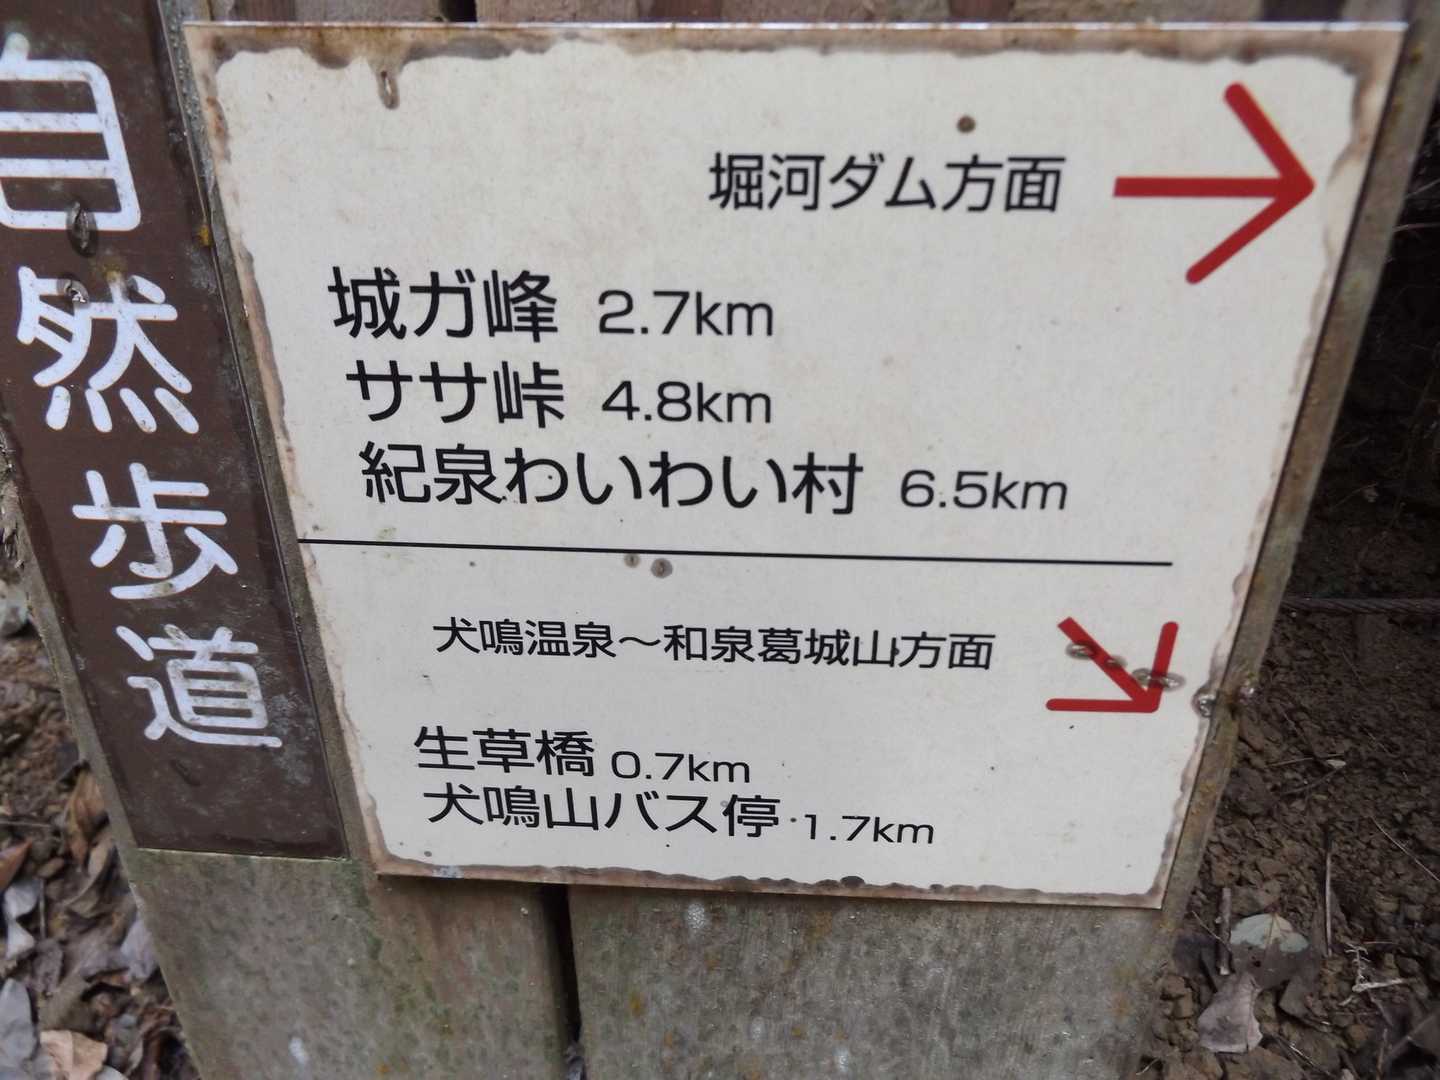 自然歩道
堀河ダム方面
城ガ峰 2.7km
ササ峠 4.8km
紀泉わいわい村 6.5km
犬鳴温泉～和泉葛城山方面
生草橋 0.7km
犬鳴山バス停 1.7km